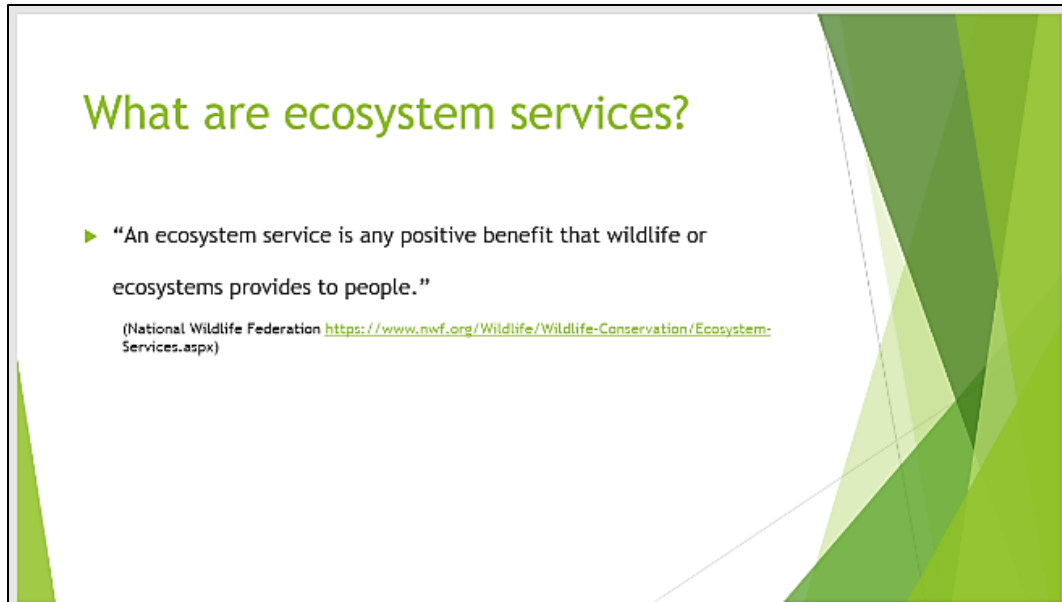 What are ecosystem services?
“An ecosystem service is any positive benefit that wildlife or
ecosystems provides to people.”
(National Wildlife Federation https://www.nwf.org/Wildlife/Wildlife-Conservation/Ecosystem-
Services.aspx)